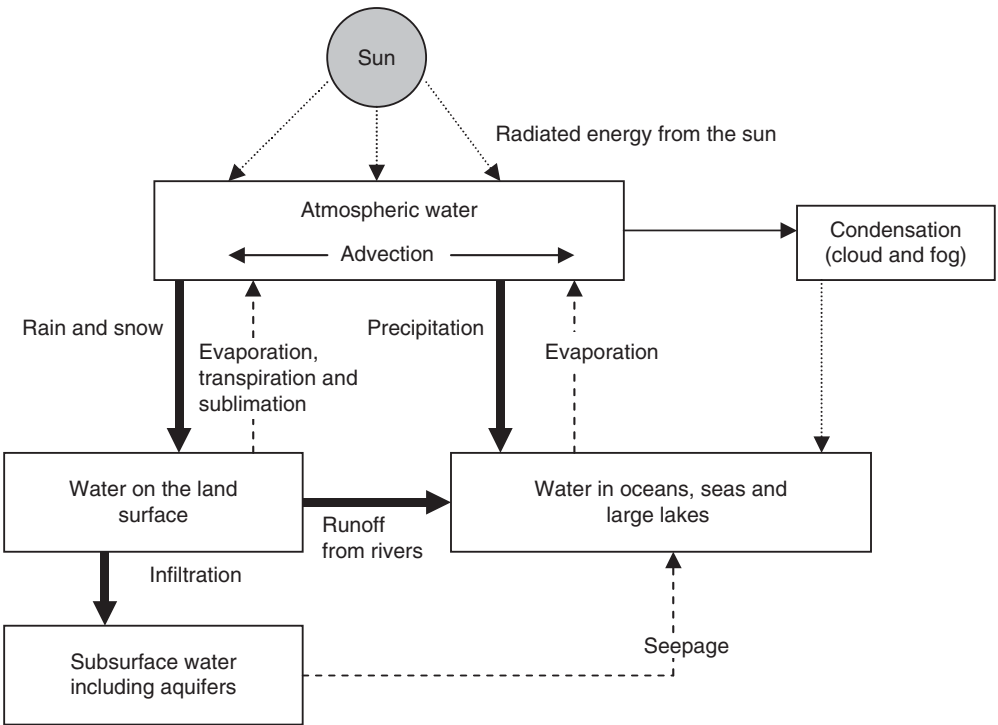 Sun
Radiated energy from the sun
Atmospheric water
Advection
Condensation
(cloud and fog)
Rain and snow
Evaporation,
transpiration and
sublimation
Precipitation
Evaporation
Water on the land
surface
Runoff
from rivers
Water in oceans, seas and
large lakes
Infiltration
Subsurface water
including aquifers
Seepage